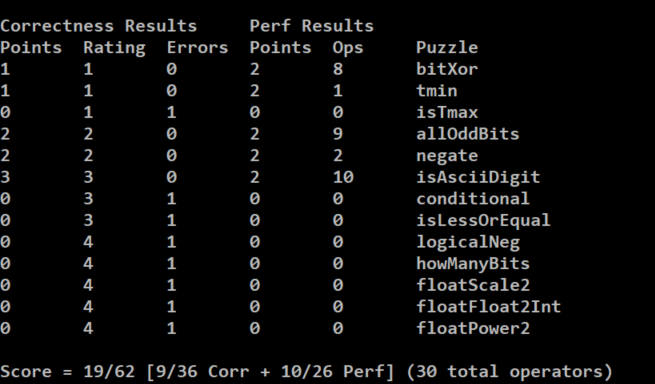 Correctness Results     Perf Results
Points  Rating  Errors  Points  Ops     Puzzle
1       1       0       2       8       bitXor
1       1       0       2       1       tmin
0       1       1       0       0       isTmax
2       2       0       2       9       allOddBits
2       2       0       2       2       negate
3       3       0       2       10      isAsciiDigit
0       3       1       0       0       conditional
0       3       1       0       0       isLessOrEqual
0       4       1       0       0       logicalNeg
0       4       1       0       0       howManyBits
0       4       1       0       0       floatScale2
0       4       1       0       0       floatFloat2Int
0       4       1       0       0       floatPower2
Score = 19/62 [9/36 Corr + 10/26 Perf] (30 total operators)